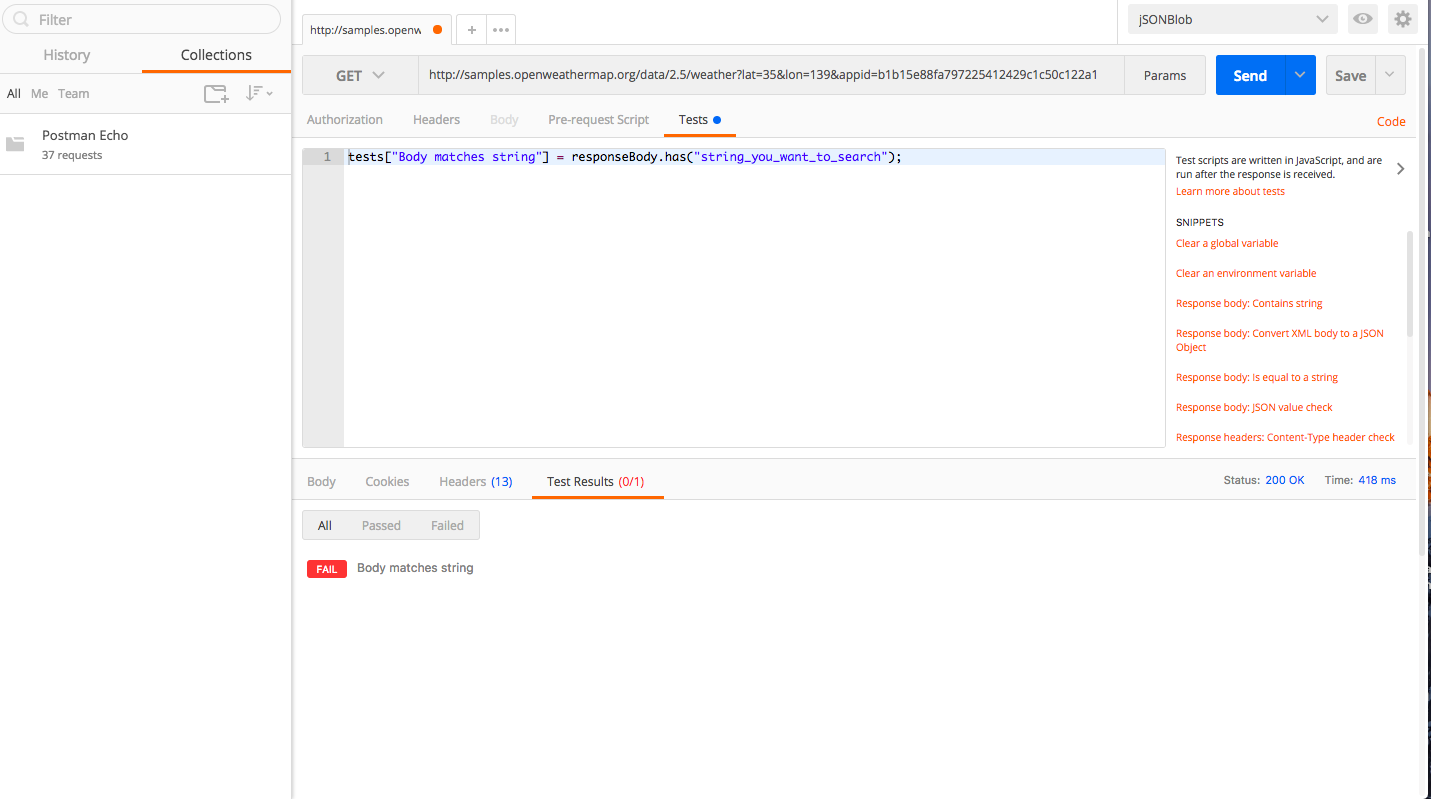 Filter
History Collections
All Me Team
Postman Echo
37 requests
http://samples.openw
jSONBlob
GET http://samples.openweathermap.org/data/2.5/weather?lat=35&lon=139&appid=b1b15e88fa797225412429c1c50c122a1 Params Send Save
Authorization Headers Body Pre-request Script Tests Code
1 tests["Body matches string"] = responseBody.has("string_you_want_to_search");
Test scripts are written in JavaScript, and are
run after the response is received.
Learn more about tests
SNIPPETS
Clear a global variable
Clear an environment variable
Response body: Contains string
Response body: Convert XML body to a JSON
Object
Response body: Is equal to a string
Response body: JSON value check
Response headers: Content-Type header check
Body Cookies Headers (13) Test Results (0/1) Status: 200 OK Time: 418 ms
All Passed Failed
FAIL Body matches string